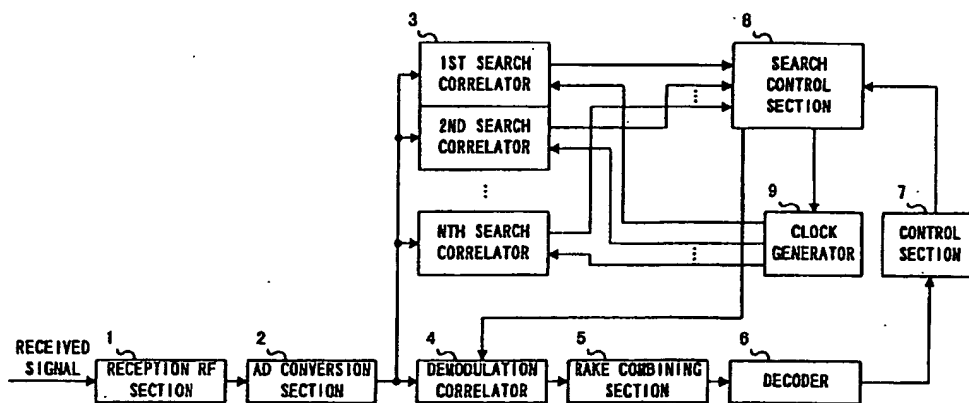 3
1ST SEARCH
CORRELATOR
2ND SEARCH
CORRELATOR
⋮
NTH SEARCH
CORRELATOR
8
SEARCH
CONTROL
SECTION
9
CLOCK
GENERATOR
7
CONTROL
SECTION
RECEIVED
SIGNAL
1
RECEPTION RF
SECTION
2
AD CONVERSION
SECTION
4
DEMODULATION
CORRELATOR
5
RAKE COMBINING
SECTION
6
DECODER